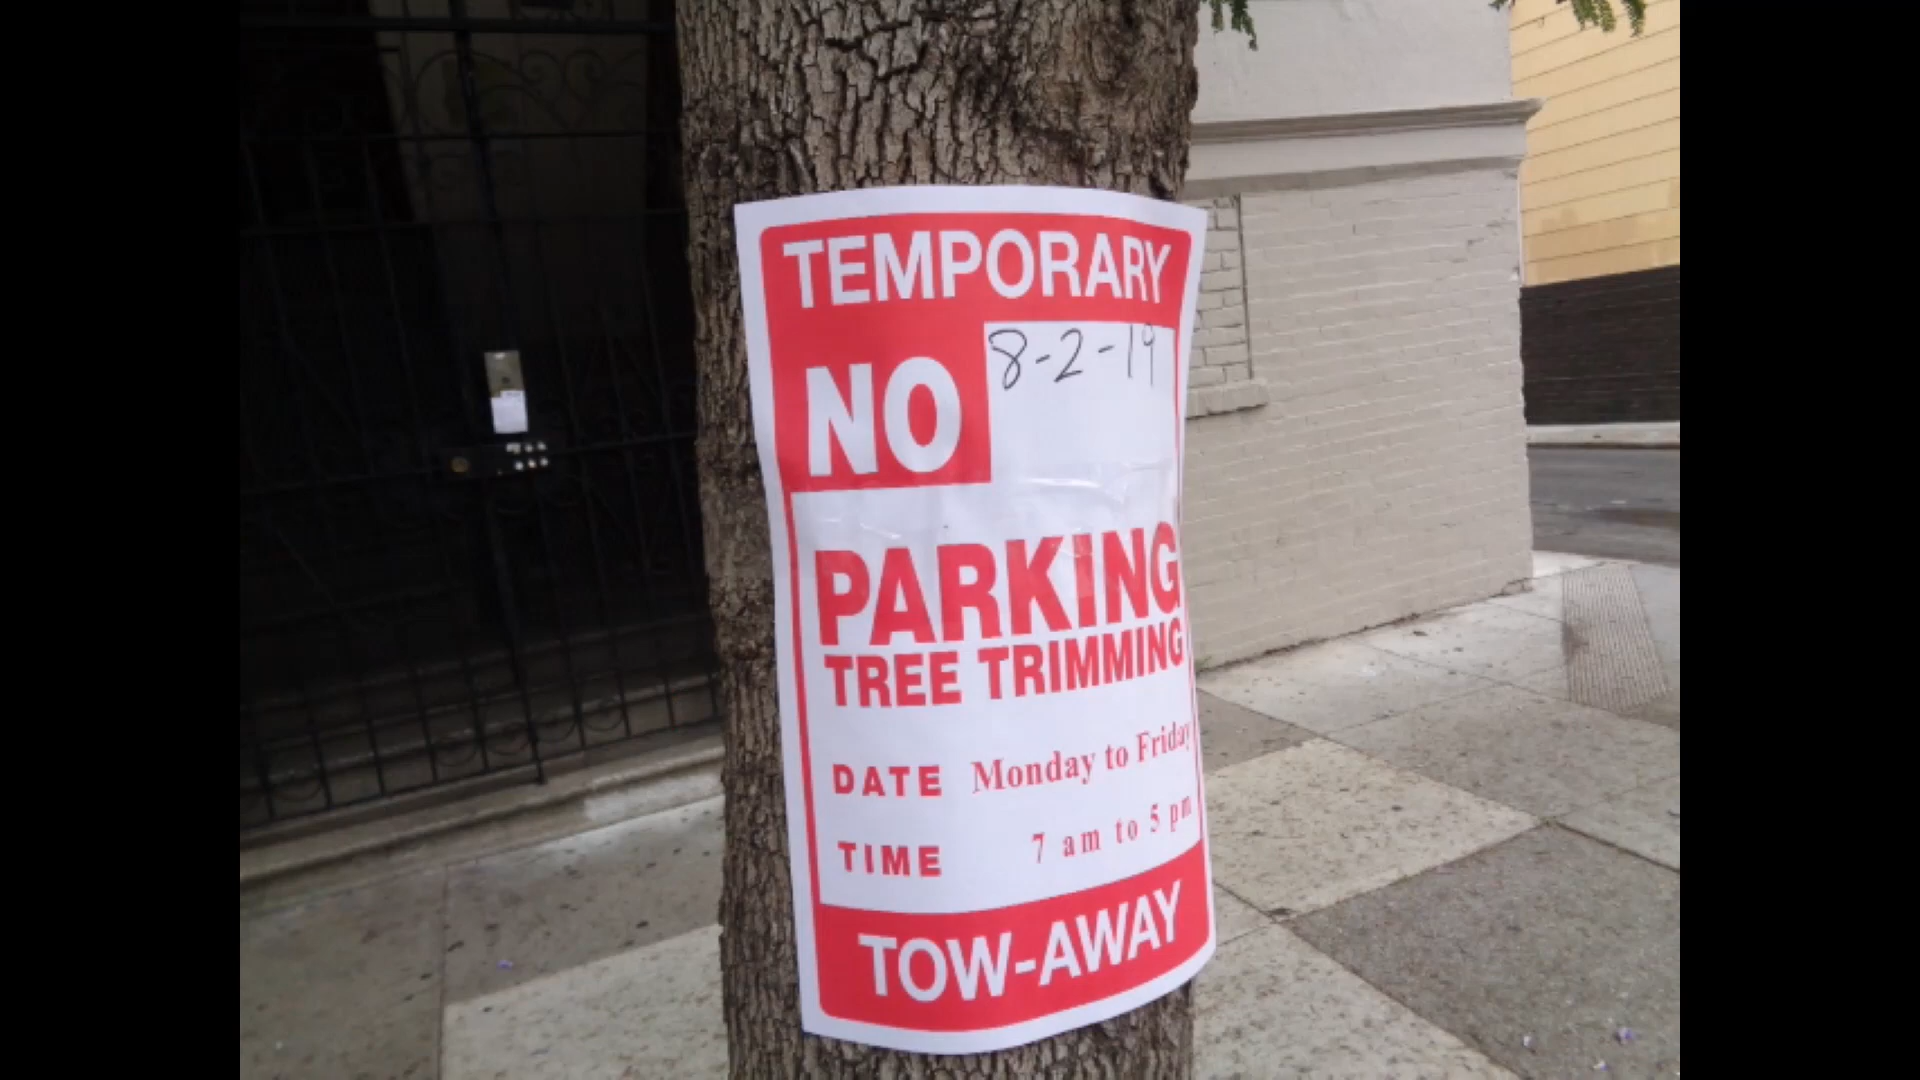 TEMPORARY
NO 8-2-19
PARKING
TREE TRIMMING
DATE Monday to Friday
TIME 7 am to 5 pm
TOW-AWAY